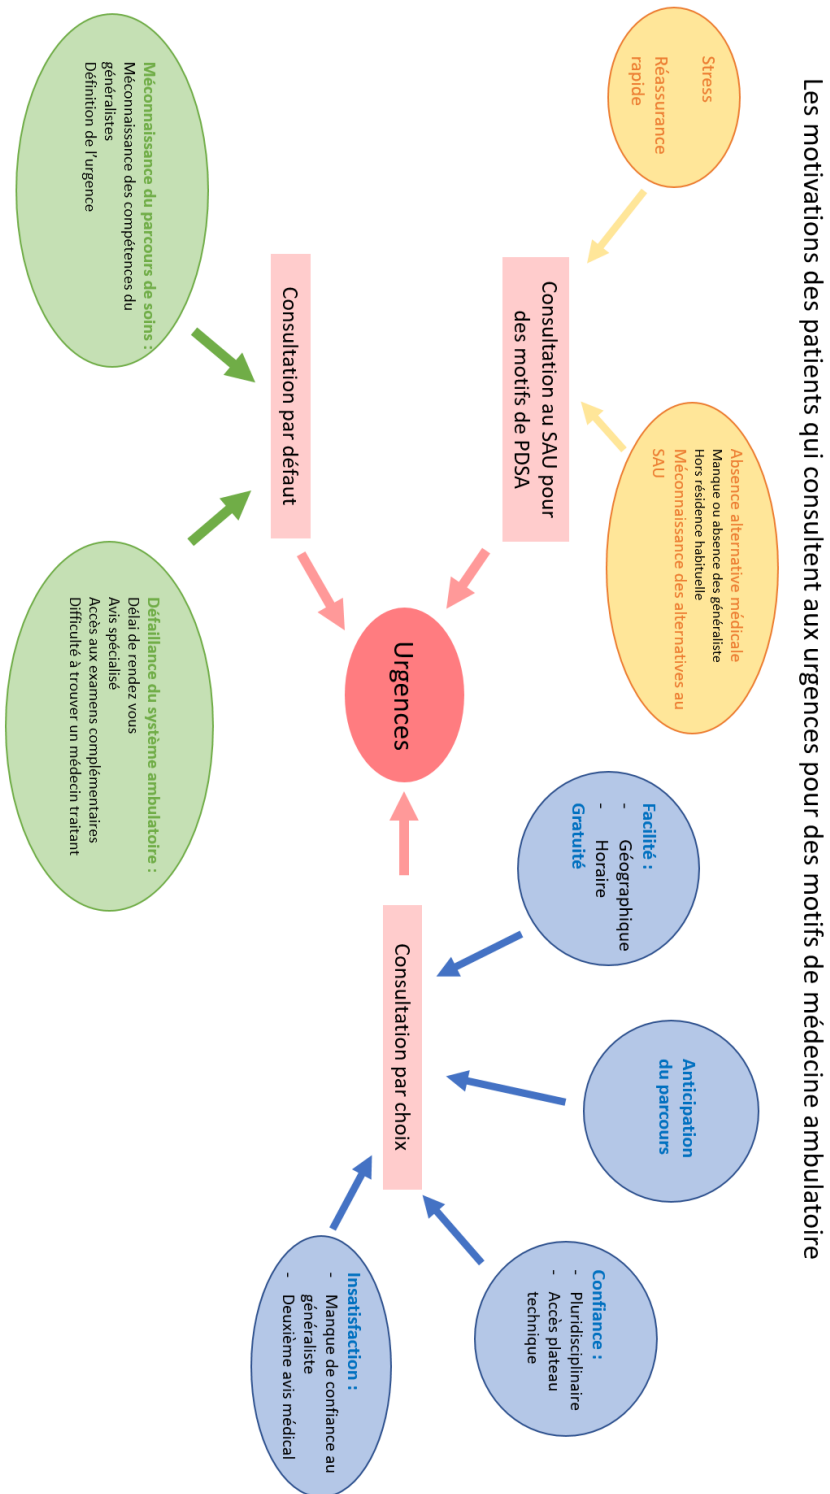 Les motivations des patients qui consultent aux urgences pour des motifs de médecine ambulatoire
Stress
Réassurance
rapide
Absence alternative médicale
Manque ou absence des généraliste
Hors résidence habituelle
Méconnaissance des alternatives au
SAU
Consultation au SAU pour
des motifs de PDSA
Facilité :
- Géographique
- Horaire
Gratuité
Anticipation
du parcours
Confiance :
- Pluridisciplinaire
- Accès plateau
technique
Urgences
Consultation par choix
Insatisfaction :
- Manque de confiance au
généraliste
- Deuxième avis médical
Consultation par défaut
Méconnaissance du parcours de soins :
Méconnaissance des compétences du
généralistes
Définition de l'urgence
Défaillance du système ambulatoire :
Délai de rendez vous
Avis spécialisé
Accès aux examens complémentaires
Difficulté à trouver un médecin traitant